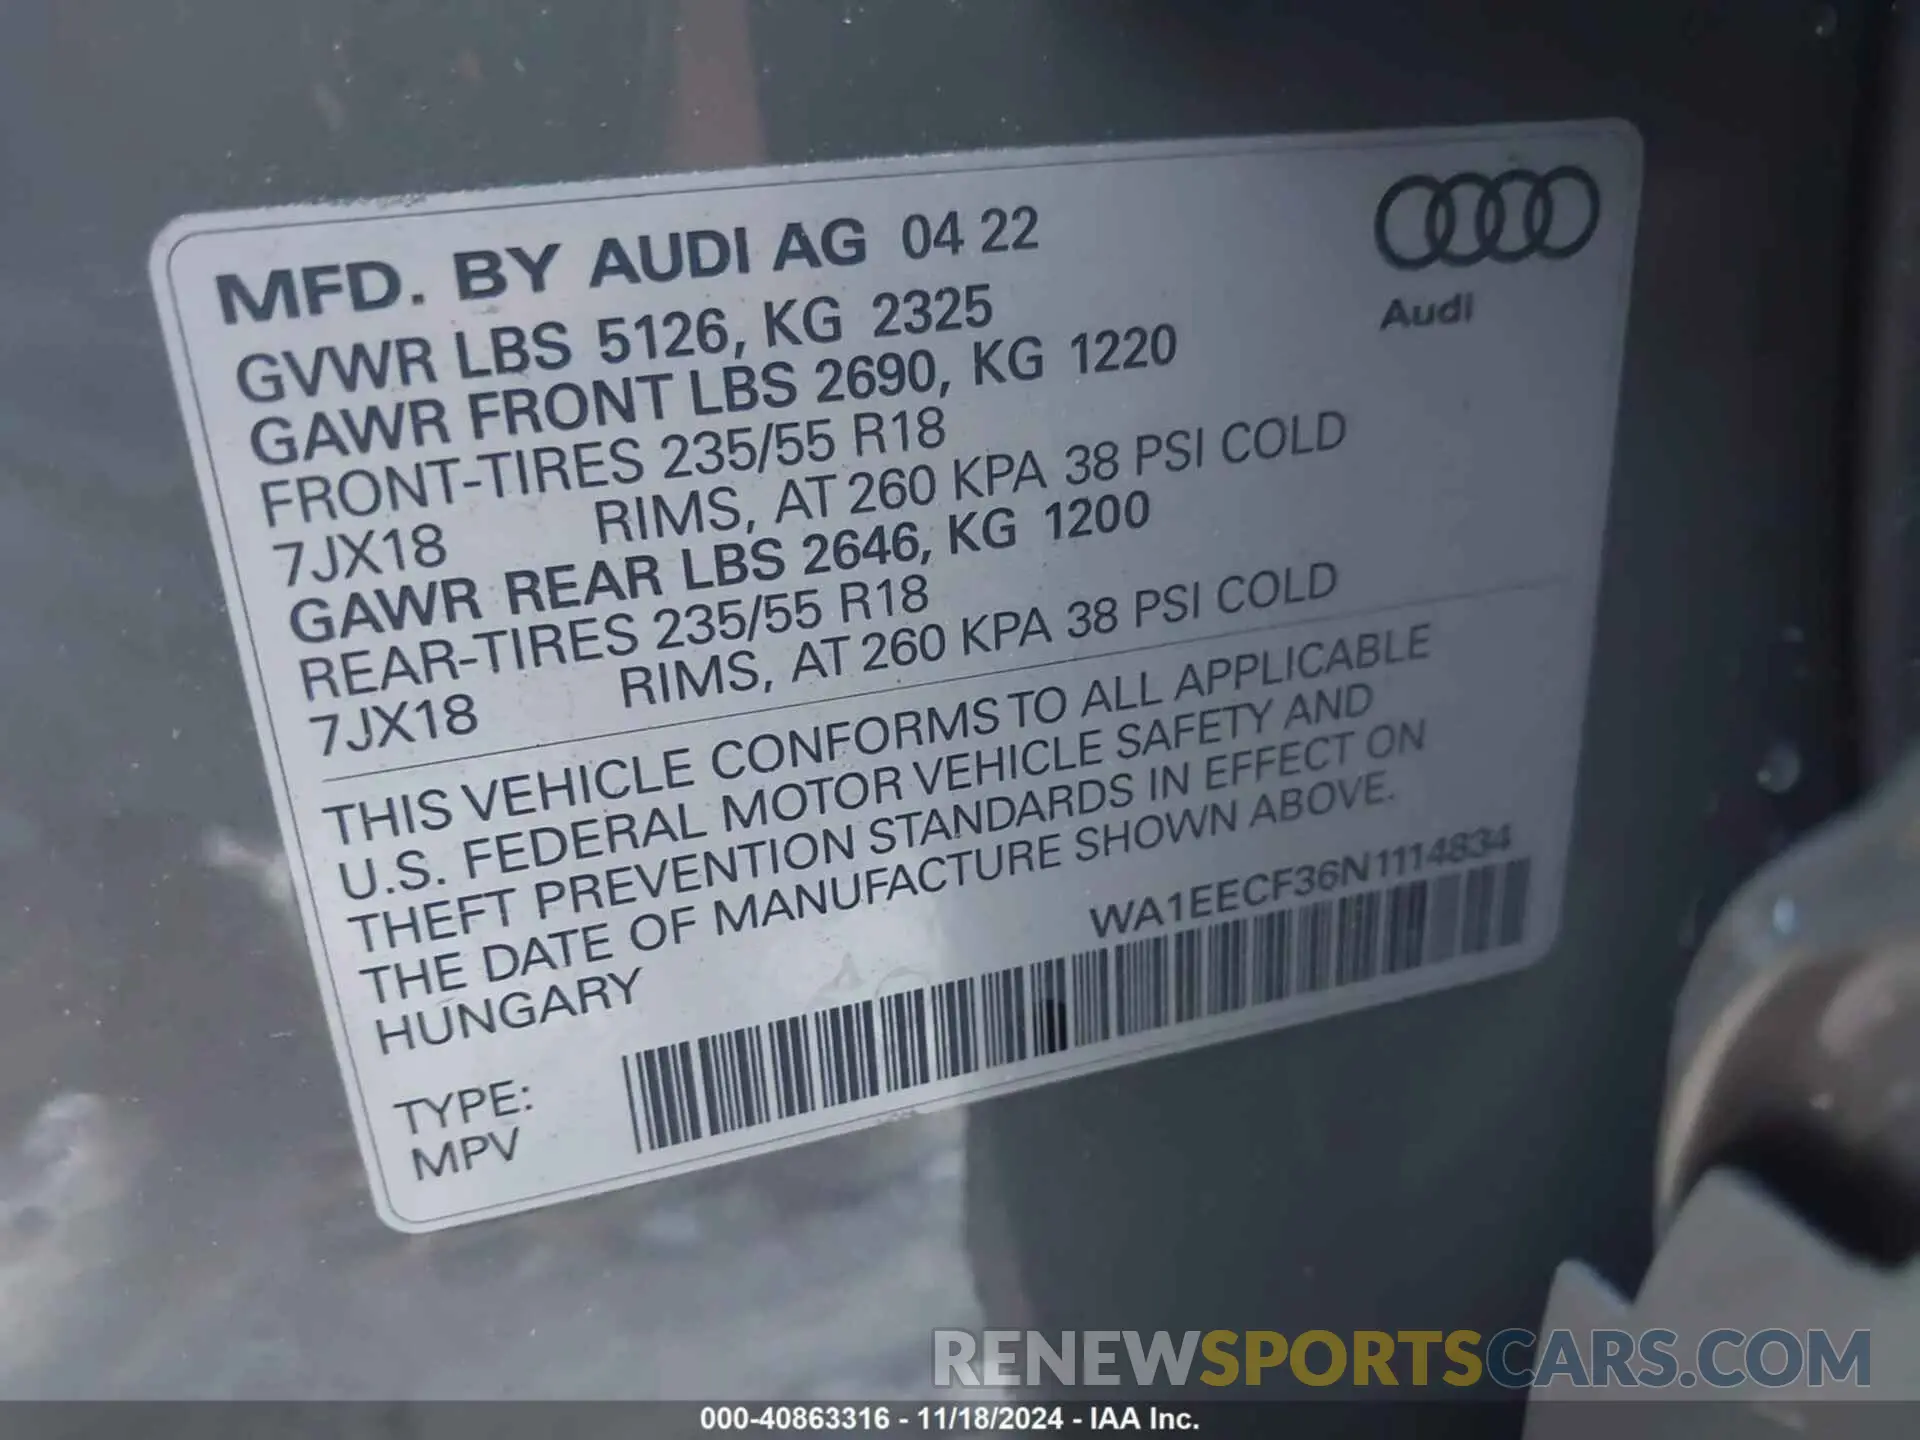 MFD. BY AUDI AG 04 22
Audi
GVWR LBS 5126, KG 2325
GAWR FRONT LBS 2690, KG 1220
FRONT-TIRES 235/55 R18
7JX18 RIMS, AT 260 KPA 38 PSI COLD
GAWR REAR LBS 2646, KG 1200
REAR-TIRES 235/55 R18
7JX18 RIMS, AT 260 KPA 38 PSI COLD
THIS VEHICLE CONFORMS TO ALL APPLICABLE
U.S. FEDERAL MOTOR VEHICLE SAFETY AND
THEFT PREVENTION STANDARDS IN EFFECT ON
THE DATE OF MANUFACTURE SHOWN ABOVE.
HUNGARY
WA1EECF36N1114834
TYPE:
MPV
RENEWSPORTSCARS.COM
000-40863316 - 11/18/2024 - IAA Inc.